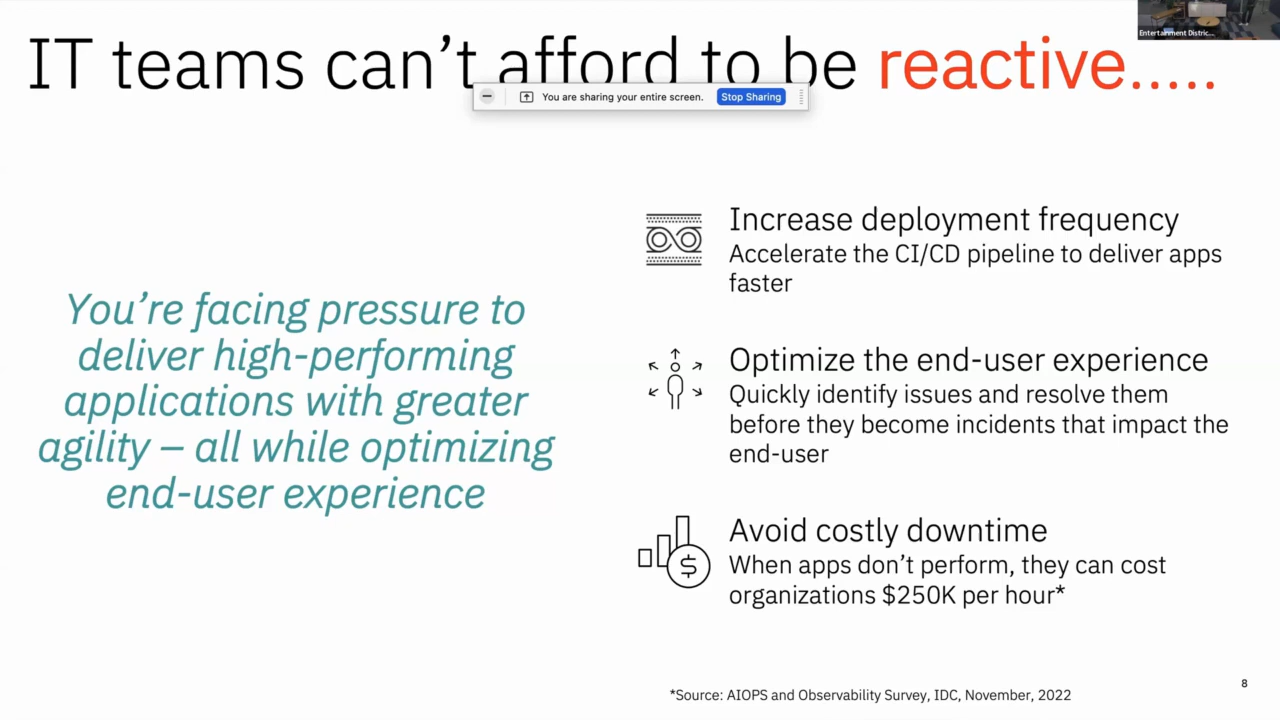 IT teams can't afford to be reactive.....
Entertainment Distric...
You are sharing your entire screen.
Stop Sharing
You're facing pressure to
deliver high-performing
applications with greater
agility – all while optimizing
end-user experience
Increase deployment frequency
Accelerate the CI/CD pipeline to deliver apps
faster
Optimize the end-user experience
Quickly identify issues and resolve them
before they become incidents that impact the
end-user
Avoid costly downtime
When apps don't perform, they can cost
organizations $250K per hour*
*Source: AIOPS and Observability Survey, IDC, November, 2022
8